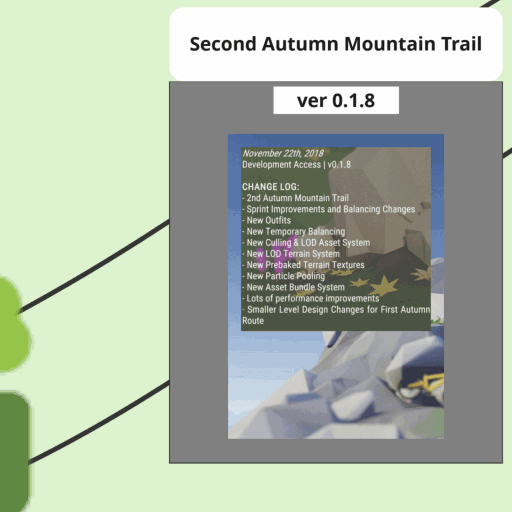 Second Autumn Mountain Trail
ver 0.1.8
November 22th, 2018
Development Access | v0.1.8
CHANGE LOG:
- 2nd Autumn Mountain Trail
- Sprint Improvements and Balancing Changes
- New Outfits
- New Temporary Balancing
- New Culling & LOD Asset System
- New LOD Terrain System
- New Prebaked Terrain Textures
- New Particle Pooling
- New Asset Bundle System
- Lots of performance improvements
- Smaller Level Design Changes for First Autumn
Route